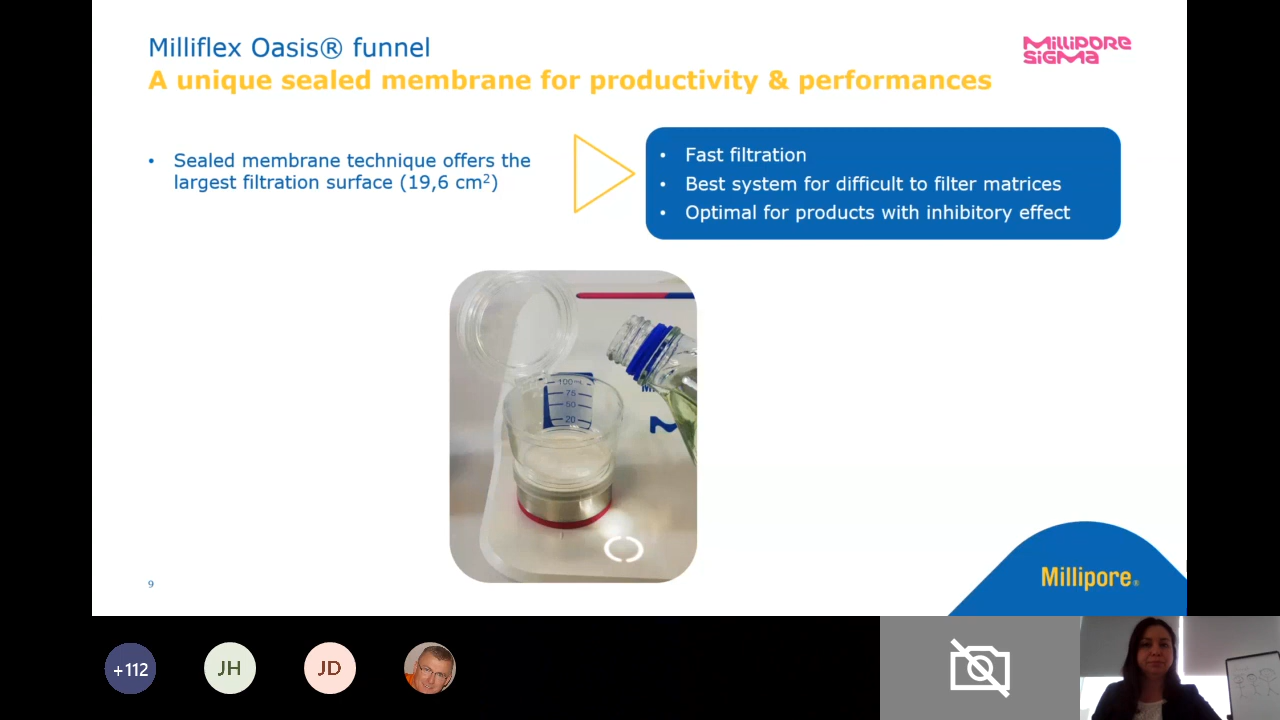 Milliflex Oasis® funnel
MilliPORE
SiGMa
A unique sealed membrane for productivity & performances
• Sealed membrane technique offers the
largest filtration surface (19,6 cm²)
• Fast filtration
• Best system for difficult to filter matrices
• Optimal for products with inhibitory effect
100
75
50
20
2
9
Millipore®
+112
JH
JD